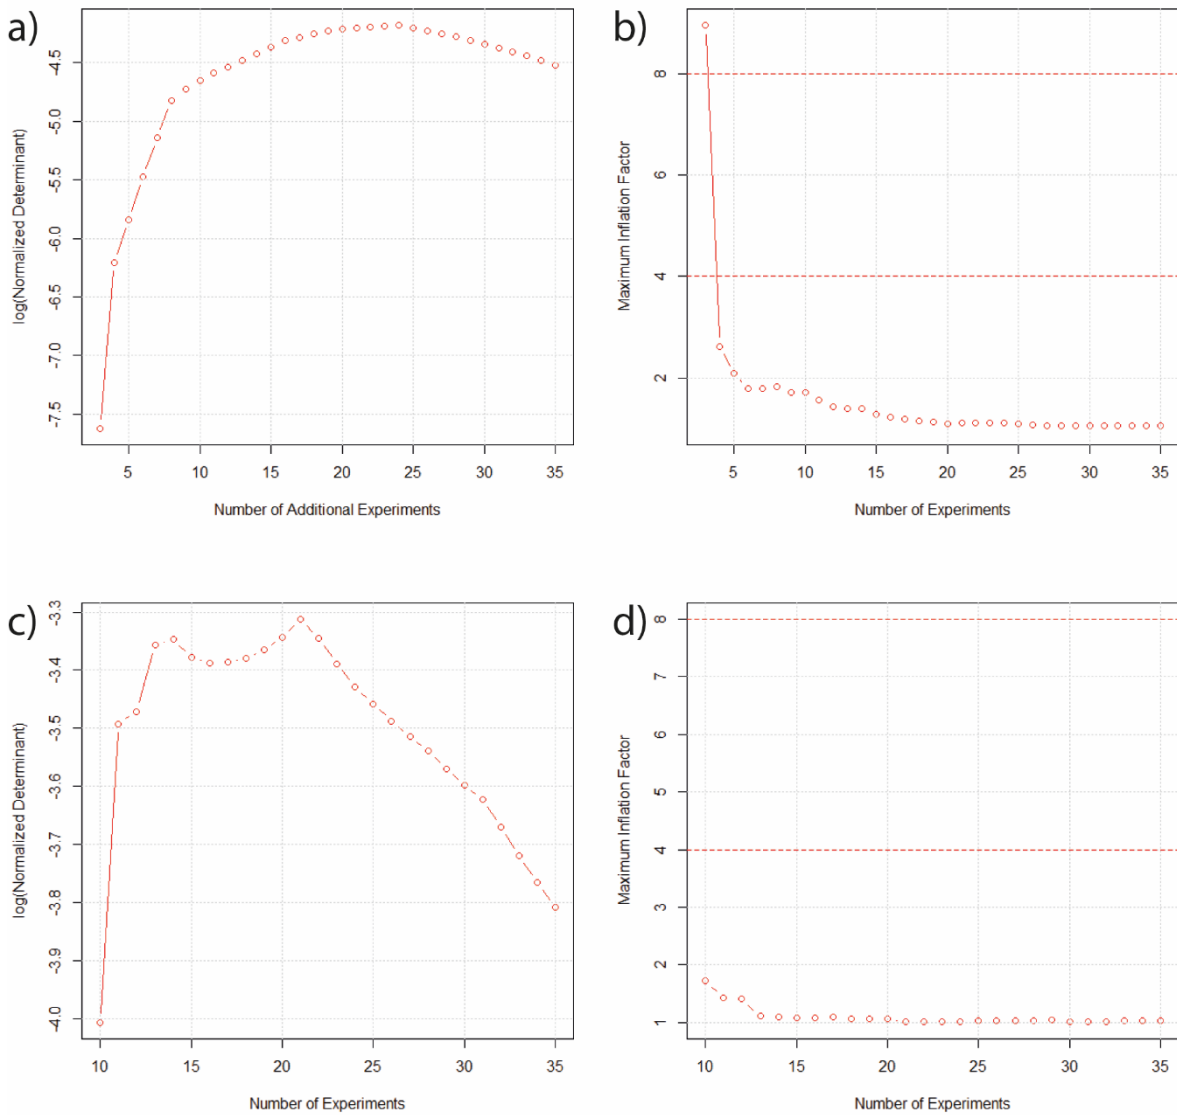 a)
log(Normalized Determinant)
-4.5
-5.0
-5.5
-6.0
-6.5
-7.0
-7.5
5 10 15 20 25 30 35
Number of Additional Experiments
b)
Maximum Inflation Factor
8
6
4
2
5 10 15 20 25 30 35
Number of Experiments
c)
log(Normalized Determinant)
-3.3
-3.4
-3.5
-3.6
-3.7
-3.8
-3.9
-4.0
10 15 20 25 30 35
Number of Experiments
d)
Maximum Inflation Factor
8
7
6
5
4
3
2
1
10 15 20 25 30 35
Number of Experiments